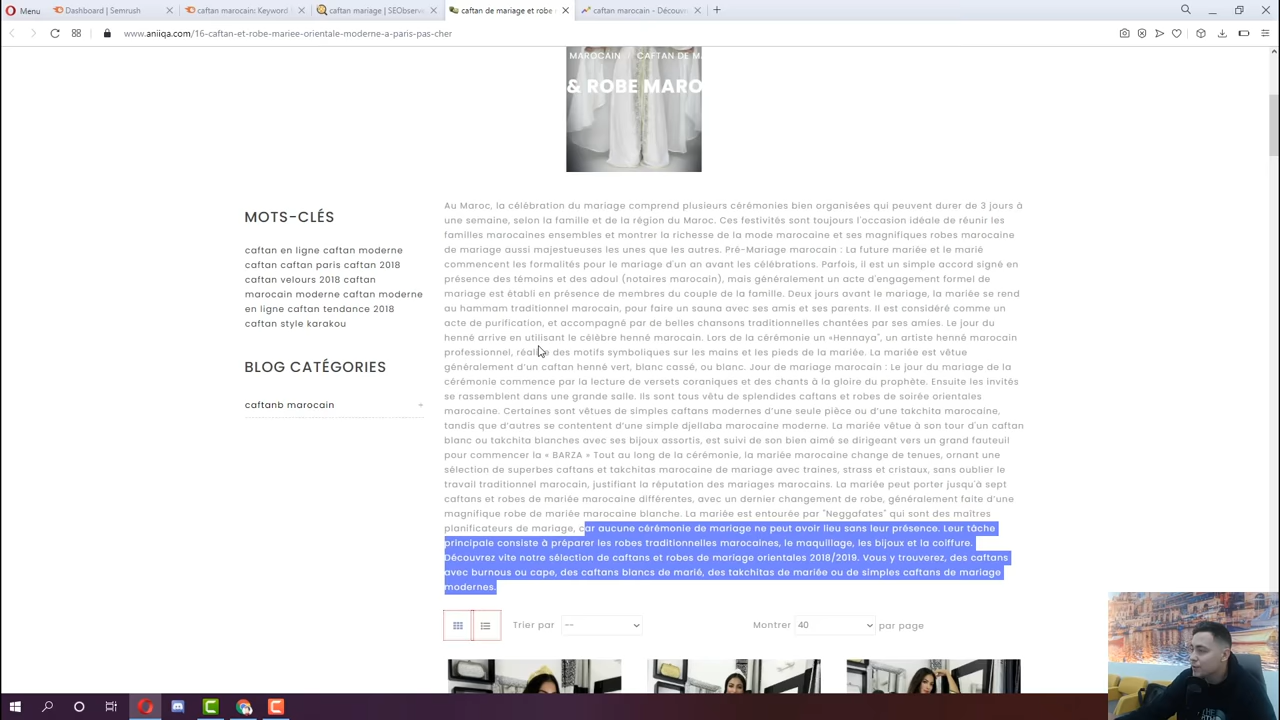 Menu
Dashboard | Semrush
caftan marocain: Keyword
caftan mariage | SEObserve
caftan de mariage et robe
caftan marocain – Découvr
www.aniiqa.com/16-caftan-et-robe-mariee-orientale-moderne-a-paris-pas-cher
MAROCAIN CAFTAN DE M
& ROBE MARO
MOTS-CLÉS
caftan en ligne caftan moderne
caftan caftan paris caftan 2018
caftan velours 2018 caftan
marocain moderne caftan moderne
en ligne caftan tendance 2018
caftan style karakou
BLOG CATÉGORIES
caftanb marocain +
Au Maroc, la célébration du mariage comprend plusieurs cérémonies bien organisées qui peuvent durer de 3 jours à
une semaine, selon la famille et de la région du Maroc. Ces festivités sont toujours l'occasion idéale de réunir les
familles marocaines ensembles et montrer la richesse de la mode marocaine et ses magnifiques robes marocaine
de mariage aussi majestueuses les unes que les autres. Pré-Mariage marocain : La future mariée et le marié
commencent les formalités pour le mariage d'un an avant les célébrations. Parfois, il est un simple accord signé en
présence des témoins et des adoul (notaires marocain), mais généralement un acte d'engagement formel de
mariage est établi en présence de membres du couple de la famille. Deux jours avant le mariage, la mariée se rend
au hammam traditionnel marocain, pour faire un sauna avec ses amis et ses parents. Il est considéré comme un
acte de purification, et accompagné par de belles chansons traditionnelles chantées par ses amies. Le jour du
henné arrive en utilisant le célèbre henné marocain. Lors de la cérémonie un «Hennaya", un artiste henné marocain
professionnel, réalise des motifs symboliques sur les mains et les pieds de la mariée. La mariée est vêtue
généralement d'un caftan henné vert, blanc cassé, ou blanc. Jour de mariage marocain : Le jour du mariage de la
cérémonie commence par la lecture de versets coraniques et des chants à la gloire du prophète. Ensuite les invités
se rassemblent dans une grande salle. Ils sont tous vêtu de splendides caftans et robes de soirée orientales
marocaine. Certaines sont vêtues de simples caftans modernes d'une seule pièce ou d'une takchita marocaine,
tandis que d'autres se contentent d'une simple djellaba marocaine moderne. La mariée vêtue à son tour d'un caftan
blanc ou takchita blanches avec ses bijoux assortis, est suivi de son bien aimé se dirigeant vers un grand fauteuil
pour commencer la « BARZA » Tout au long de la cérémonie, la mariée marocaine change de tenues, ornant une
sélection de superbes caftans et takchitas marocaine de mariage avec traines, strass et cristaux, sans oublier le
travail traditionnel marocain, justifiant la réputation des mariages marocains. La mariée peut porter jusqu'à sept
caftans et robes de mariée marocaine différentes, avec un dernier changement de robe, généralement faite d'une
magnifique robe de mariée marocaine blanche. La mariée est entourée par "Neggafates" qui sont des maîtres
planificateurs de mariage, car aucune cérémonie de mariage ne peut avoir lieu sans leur présence. Leur tâche
principale consiste à préparer les robes traditionnelles marocaines, le maquillage, les bijoux et la coiffure.
Découvrez vite notre sélection de caftans et robes de mariage orientales 2018/2019. Vous y trouverez, des caftans
avec burnous ou cape, des caftans blancs de marié, des takchitas de mariée ou de simples caftans de mariage
modernes.
Trier par -- Montrer 40 par page